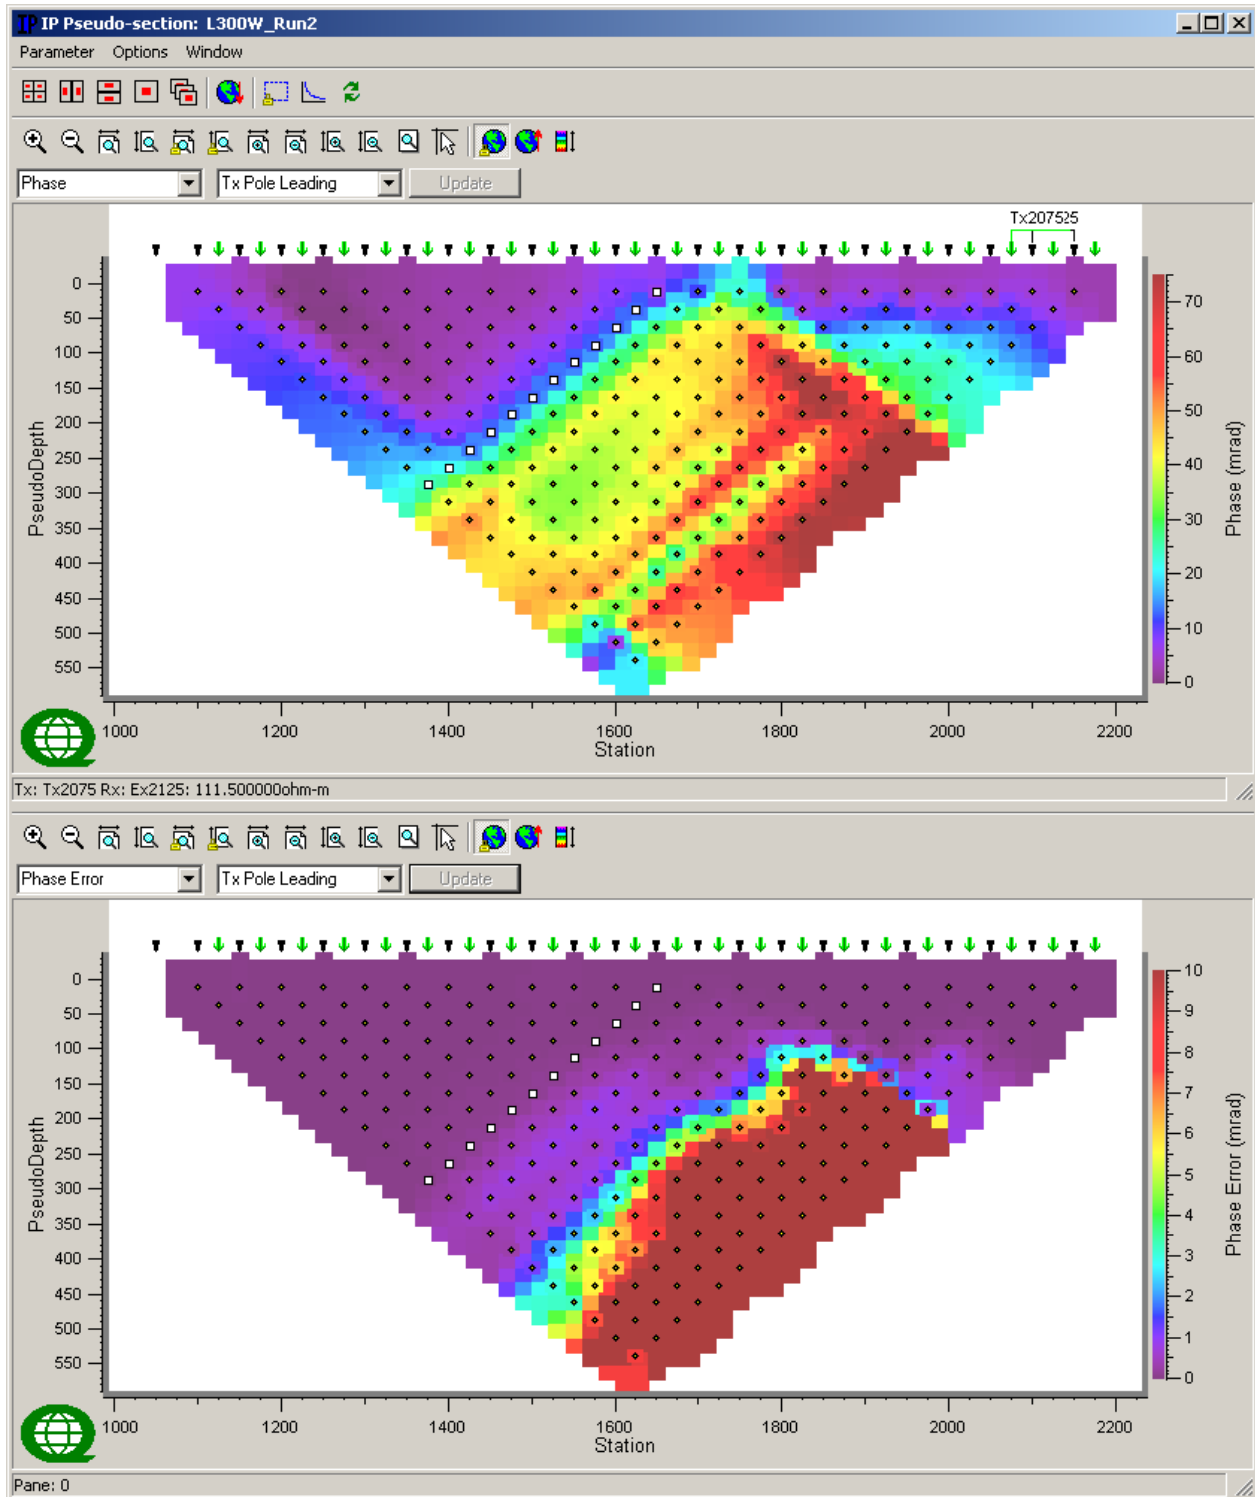 IP IP Pseudo-section: L300W_Run2
Parameter Options Window
Phase Tx Pole Leading Update
Tx207525
0
50
100
150
200
250
300
350
400
450
500
550
PseudoDepth
70
60
50
40
30
20
10
0
Phase (mrad)
1000 1200 1400 1600 1800 2000 2200
Station
Tx: Tx2075 Rx: Ex2125: 111.500000ohm-m
Phase Error Tx Pole Leading Update
0
50
100
150
200
250
300
350
400
450
500
550
PseudoDepth
10
9
8
7
6
5
4
3
2
1
0
Phase Error (mrad)
1000 1200 1400 1600 1800 2000 2200
Station
Pane: 0